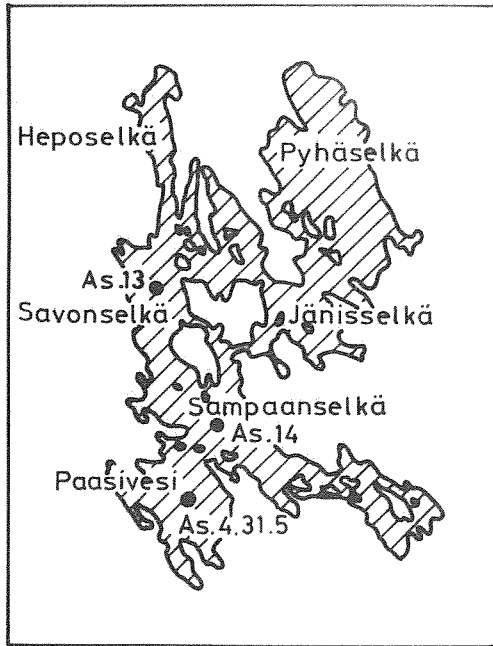 Heposelkä
Pyhäselkä
As.13
Savonselkä
Jänisselkä
Sampaanselkä
As.14
Paasivesi
As.4.31.5